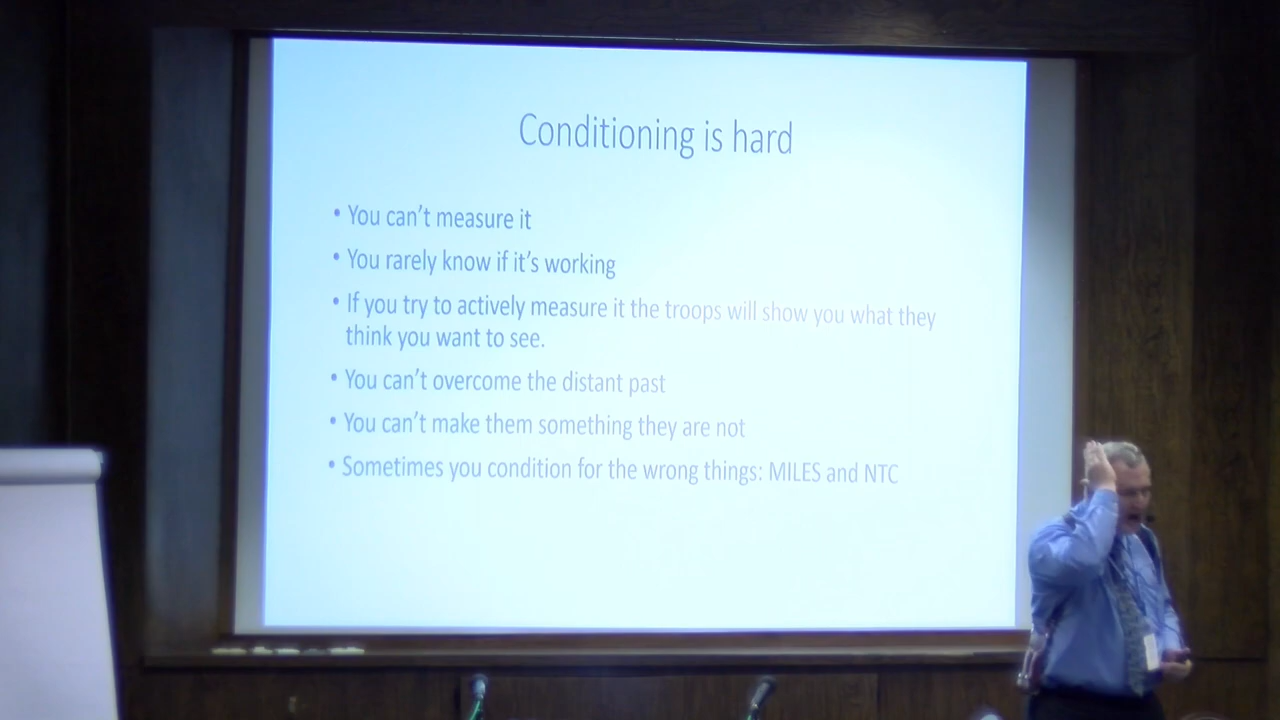 Conditioning is hard
• You can't measure it
• You rarely know if it's working
• If you try to actively measure it the troops will show you what they
think you want to see.
• You can't overcome the distant past
• You can't make them something they are not
• Sometimes you condition for the wrong things: MILES and NTC